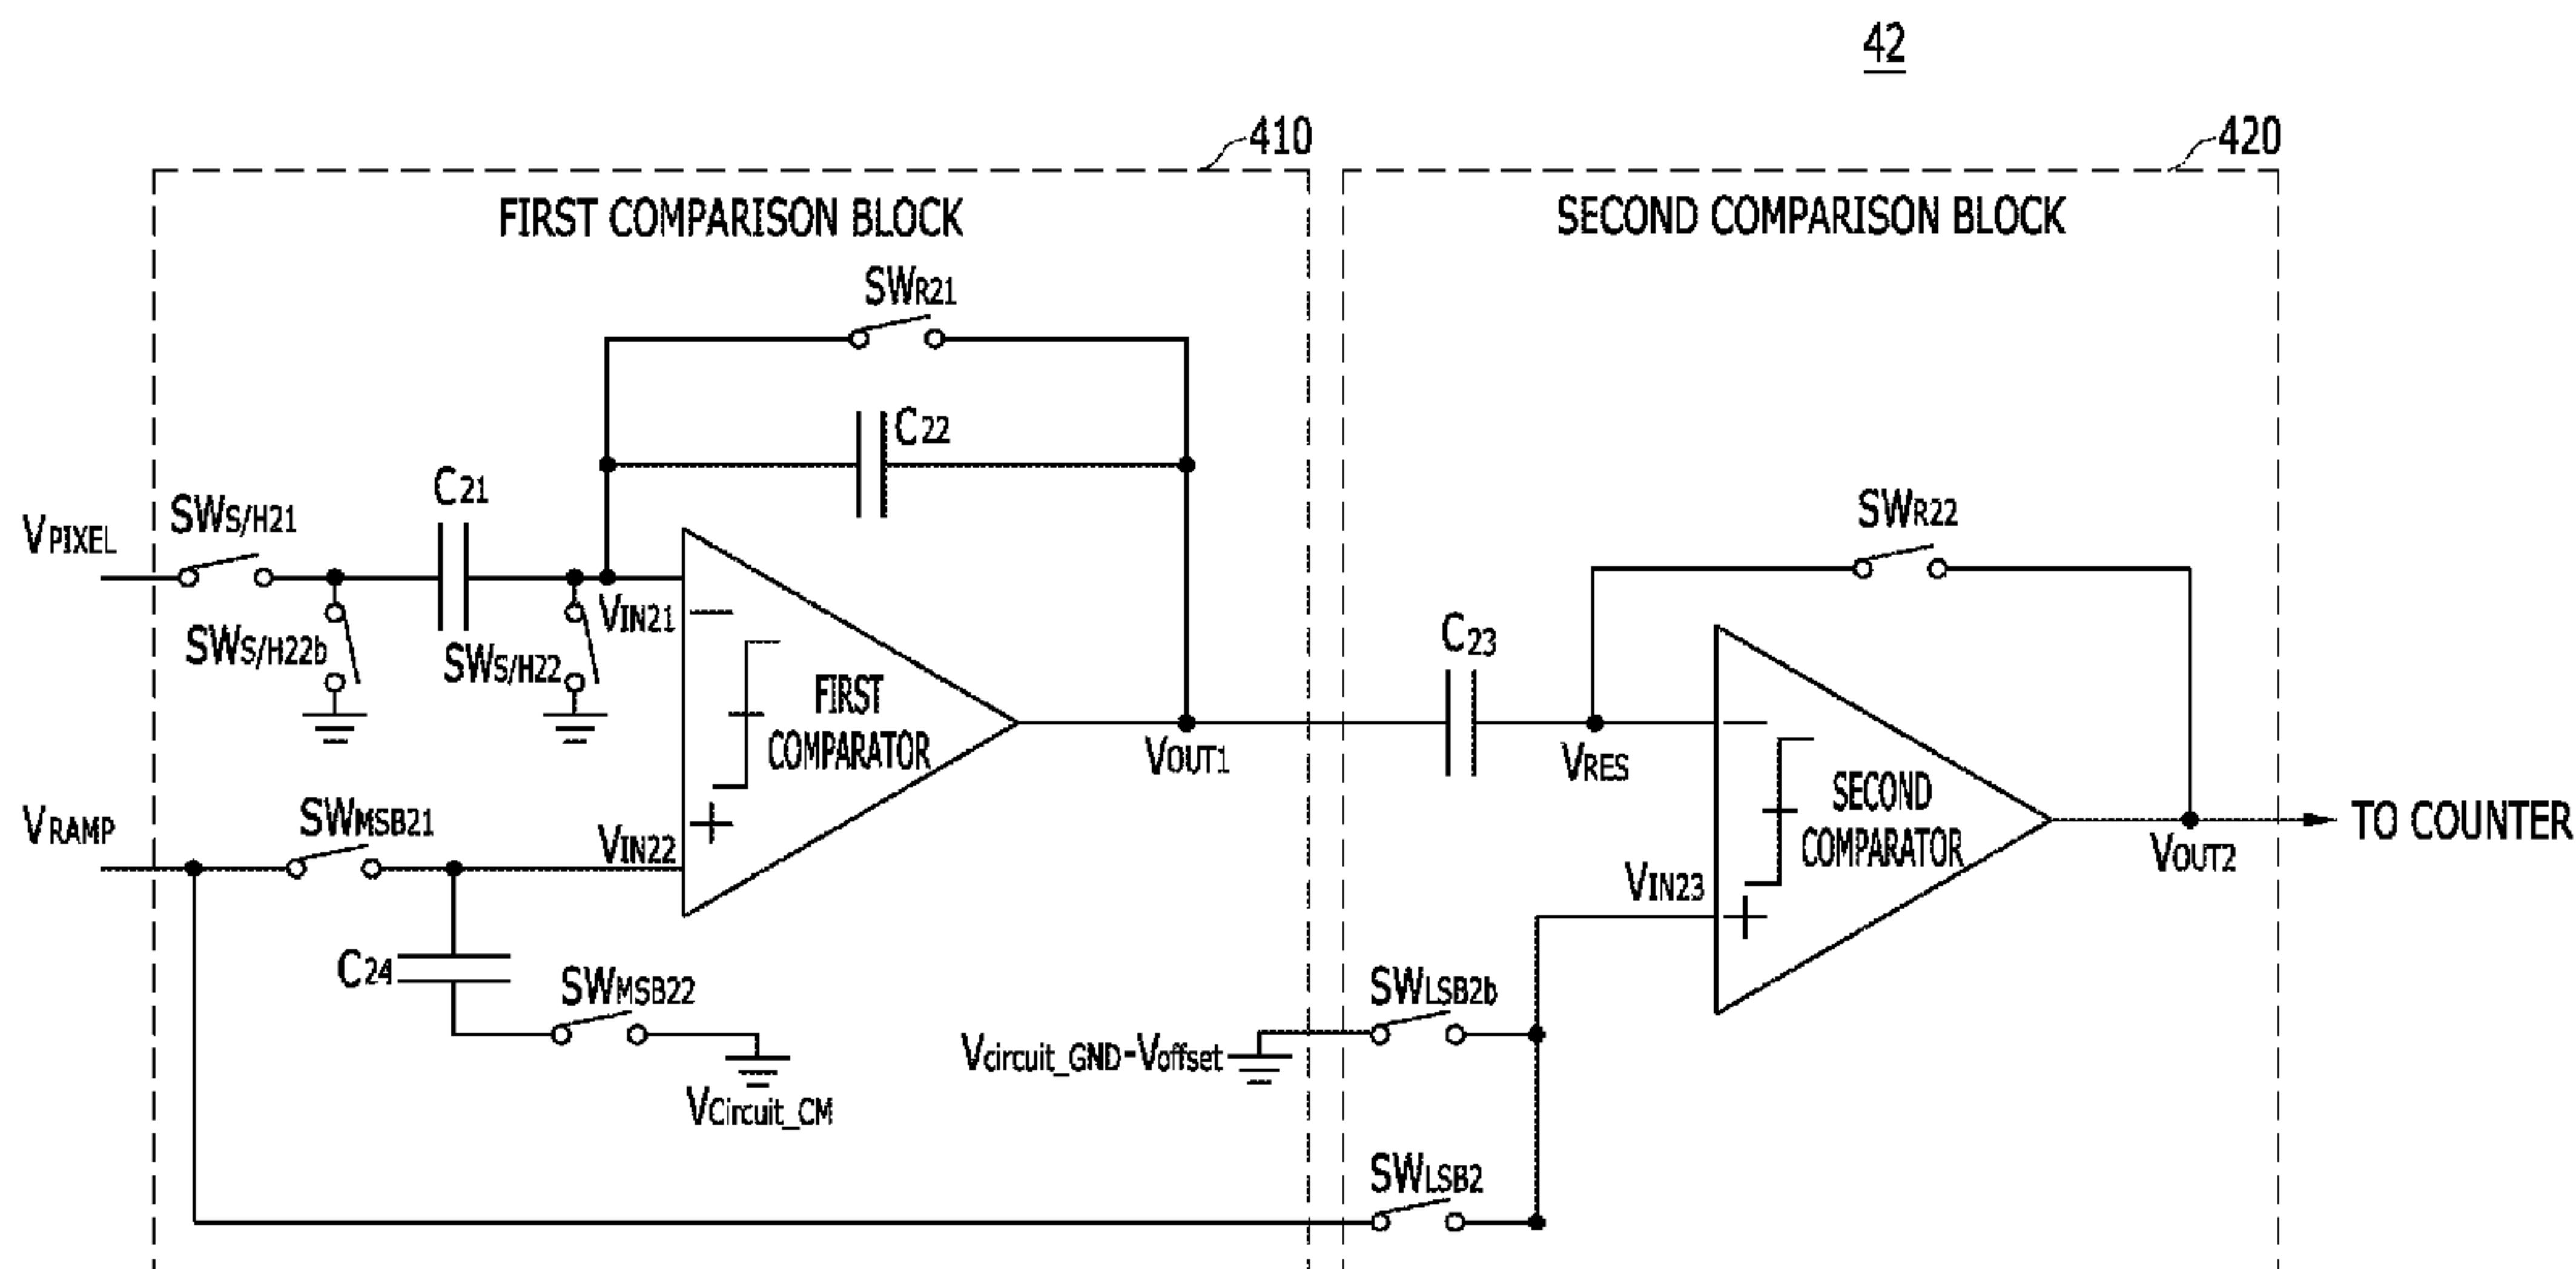 42
410
420
FIRST COMPARISON BLOCK
SECOND COMPARISON BLOCK
SWR21
C22
C21
SWS/H21
VPIXEL
SWR22
SWS/H22b
SWS/H22
VIN21
C23
FIRST
COMPARATOR
VOUT1
VRES
SECOND
COMPARATOR
TO COUNTER
VRAMP
SWMSB21
VIN22
VIN23
VOUT2
C24
SWMSB22
SWLSB2b
Vcircuit_GND-Voffset
VCircuit_CM
SWLSB2